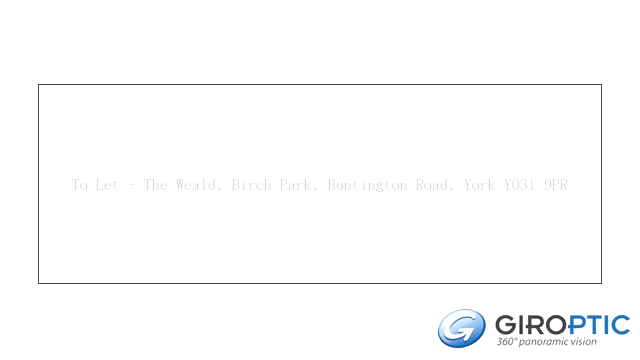 To Let - The Weald, Birch Park, Huntington Road, York YO31 9PR
GIROPTIC
360° panoramic vision